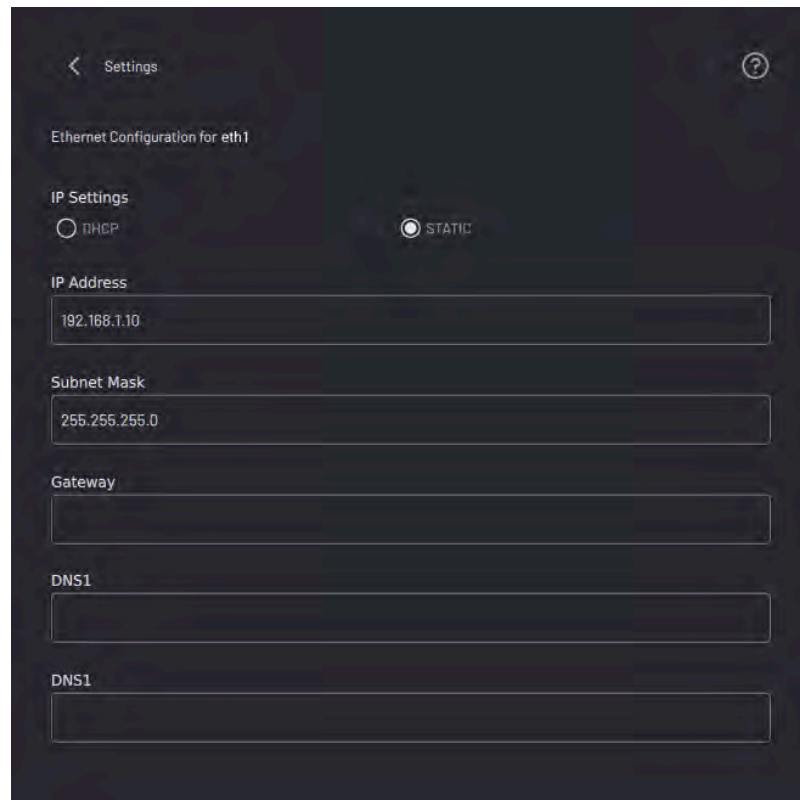 Settings
?
Ethernet Configuration for eth1
IP Settings
DHCP
STATIC
IP Address
192.168.1.10
Subnet Mask
255.255.255.0
Gateway
DNS1
DNS1